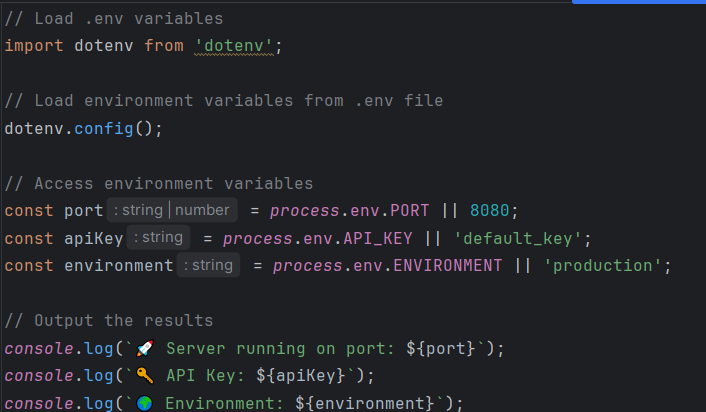 // Load .env variables
import dotenv from 'dotenv';
// Load environment variables from .env file
dotenv.config();
// Access environment variables
const port : string | number = process.env.PORT || 8080;
const apiKey : string = process.env.API_KEY || 'default_key';
const environment : string = process.env.ENVIRONMENT || 'production';
// Output the results
console.log(`🚀 Server running on port: ${port}`);
console.log(`🔑 API Key: ${apiKey}`);
console.log(`🌍 Environment: ${environment}`);